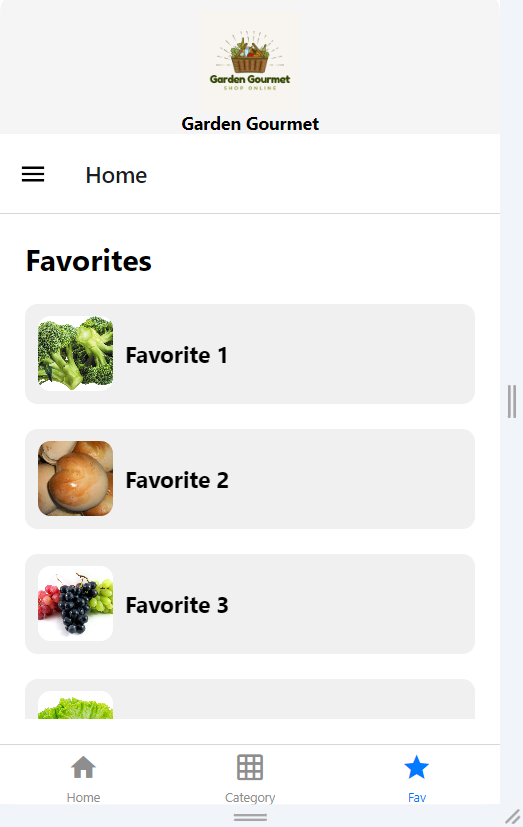 Garden Gourmet
SHOP ONLINE
Garden Gourmet
Home
Favorites
Favorite 1
Favorite 2
Favorite 3
Home
Category
Fav